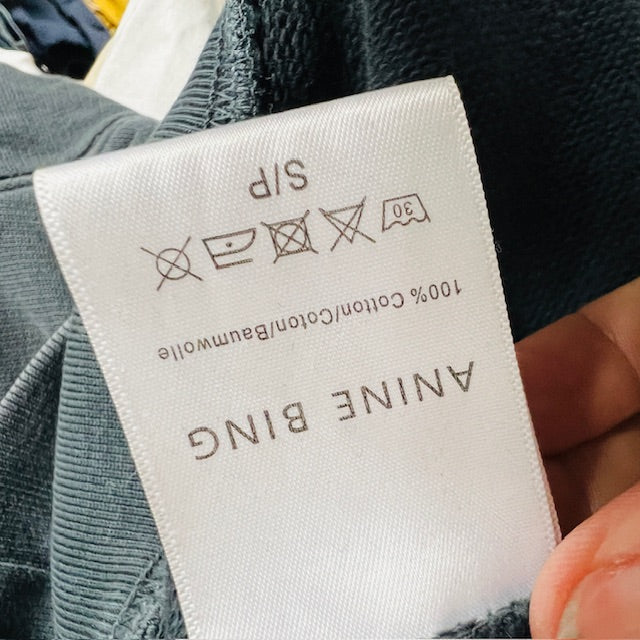 ANINE BING
100% Cotton/Coton/Baumwolle
30
S/P